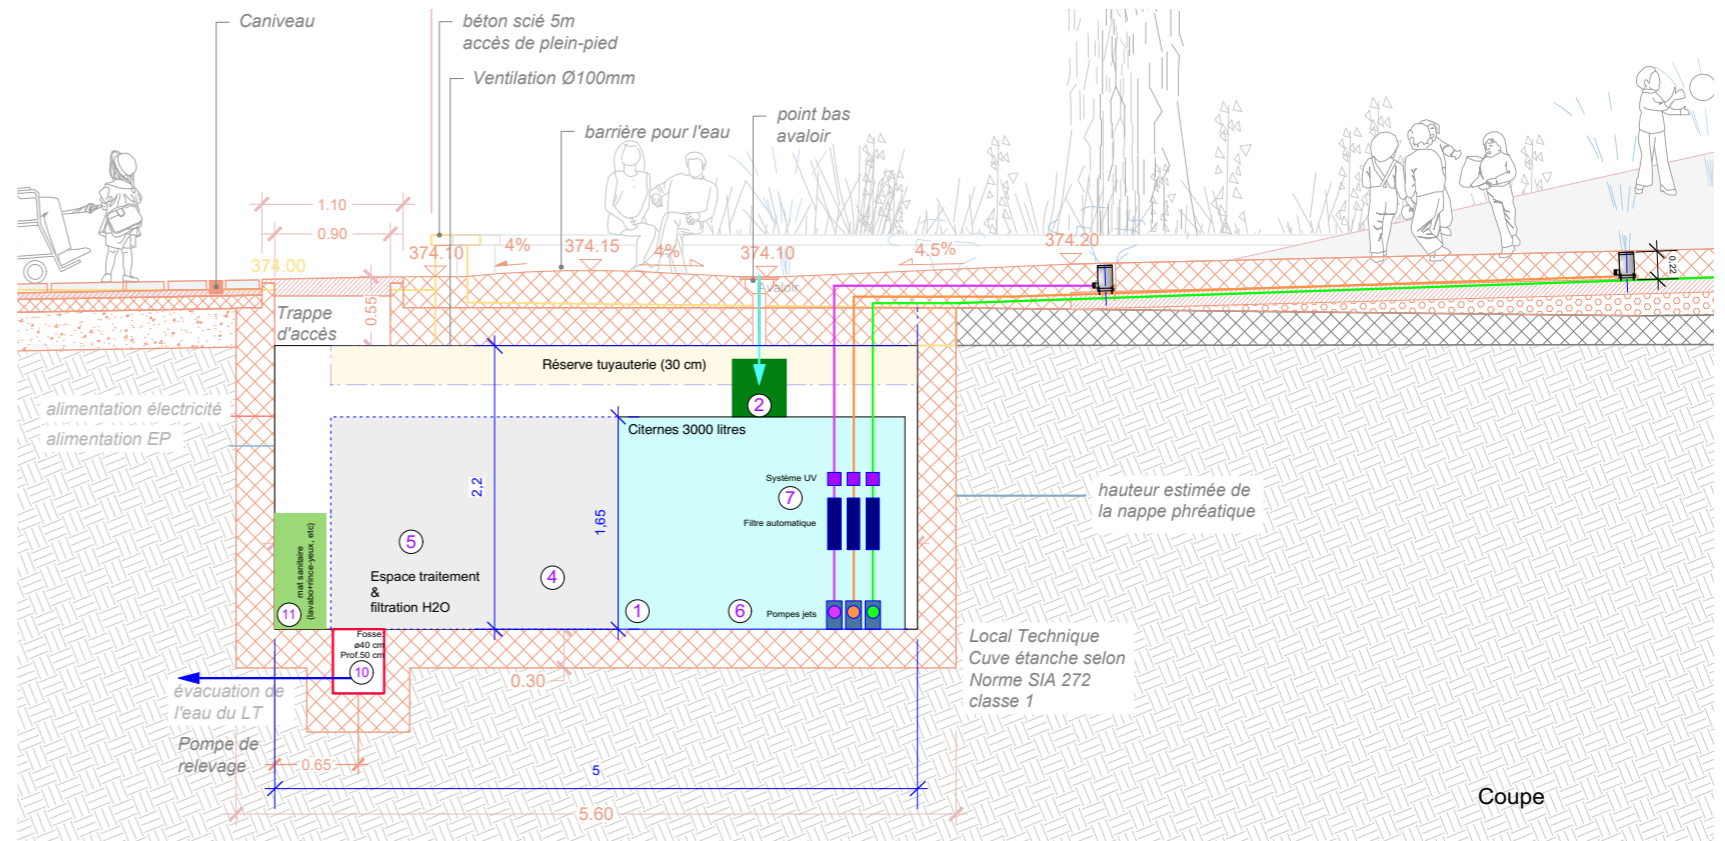 Caniveau
béton scié 5m
accès de plein-pied
Ventilation Ø100mm
barrière pour l'eau
point bas
avaloir
1.10
0.90
374.00
374.10
4%
374.15
4%
374.10
4.5%
374.20
0,22
Avaloir
0.55
Trappe
d'accès
Réserve tuyauterie (30 cm)
2
alimentation électricité
alimentation EP
Citernes 3000 litres
2,2
1,65
Système UV
7
Filtre automatique
hauteur estimée de
la nappe phréatique
mat sanitaire
(lavabo+rince-yeux, etc)
11
5
Espace traitement
&
filtration H2O
4
1
6
Pompes jets
Fosse:
ø40 cm
Prof.50 cm
10
Local Technique
Cuve étanche selon
Norme SIA 272
classe 1
0.30
évacuation de
l'eau du LT
Pompe de
relevage
0.65
5
5.60
Coupe